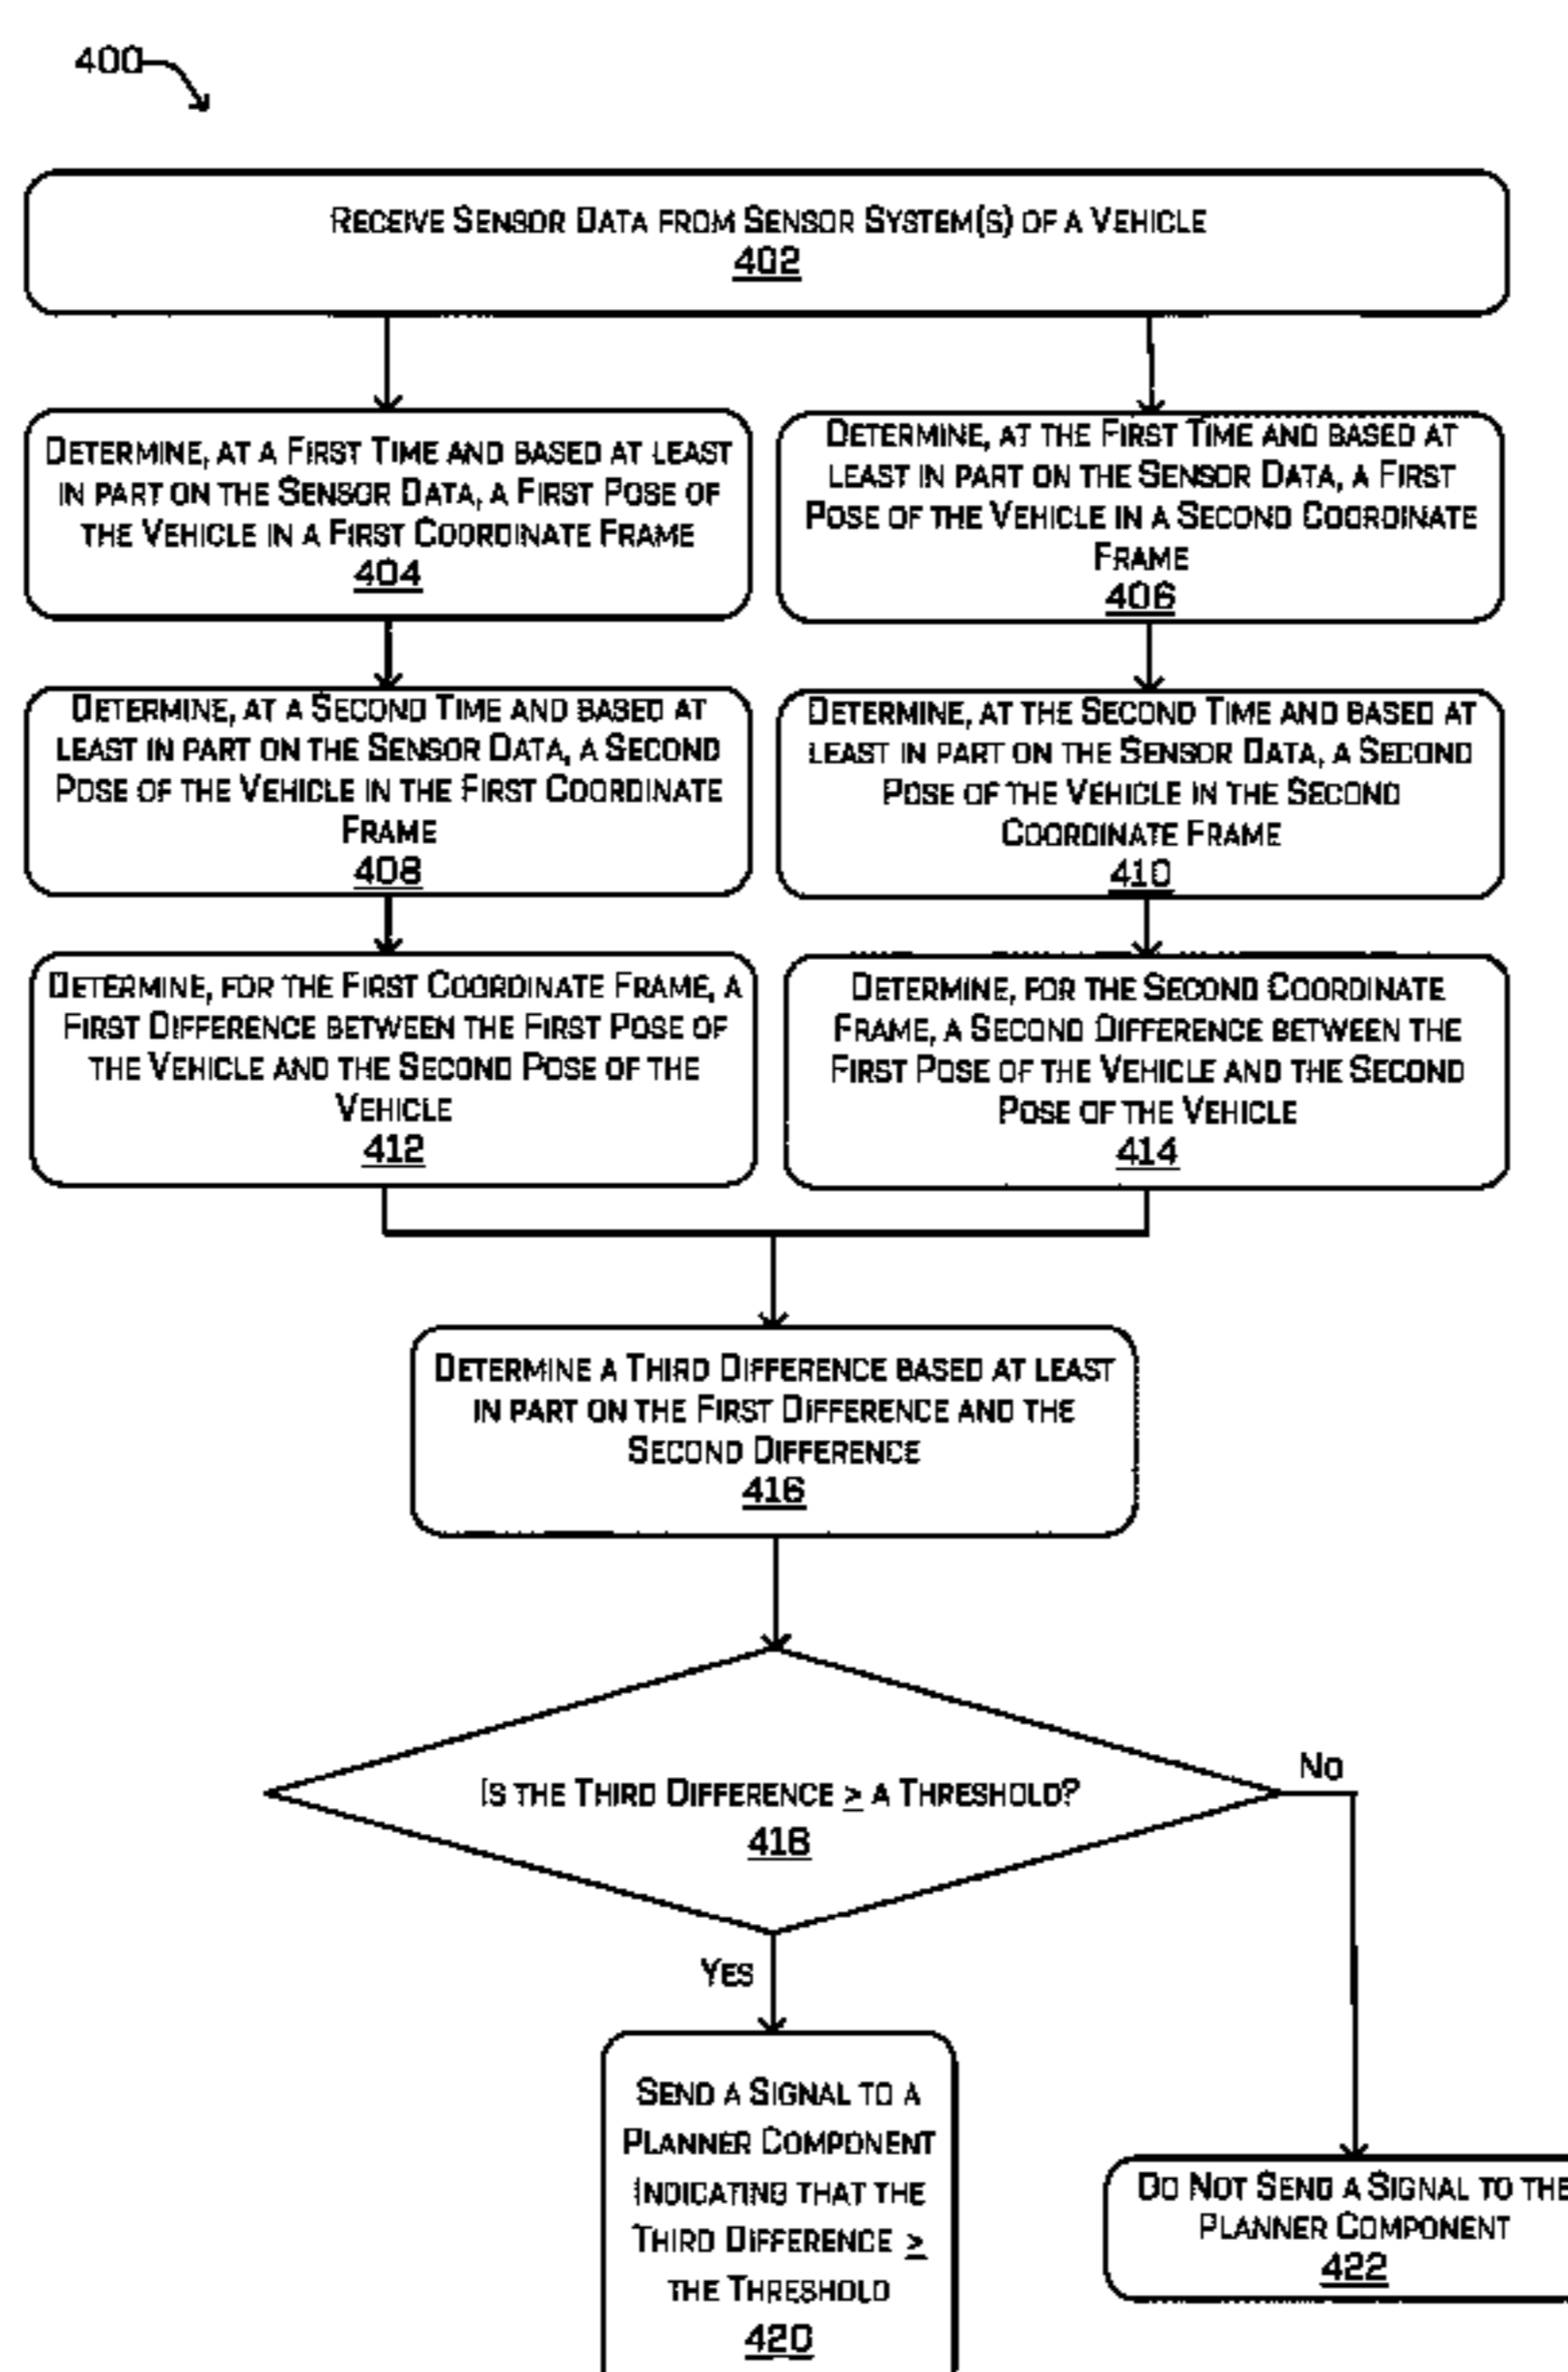 400
RECEIVE SENSOR DATA FROM SENSOR SYSTEM(S) OF A VEHICLE
402
DETERMINE, AT A FIRST TIME AND BASED AT LEAST
IN PART ON THE SENSOR DATA, A FIRST POSE OF
THE VEHICLE IN A FIRST COORDINATE FRAME
404
DETERMINE, AT THE FIRST TIME AND BASED AT
LEAST IN PART ON THE SENSOR DATA, A FIRST
POSE OF THE VEHICLE IN A SECOND COORDINATE
FRAME
406
DETERMINE, AT A SECOND TIME AND BASED AT
LEAST IN PART ON THE SENSOR DATA, A SECOND
POSE OF THE VEHICLE IN THE FIRST COORDINATE
FRAME
408
DETERMINE, AT THE SECOND TIME AND BASED AT
LEAST IN PART ON THE SENSOR DATA, A SECOND
POSE OF THE VEHICLE IN THE SECOND
COORDINATE FRAME
410
DETERMINE, FOR THE FIRST COORDINATE FRAME, A
FIRST DIFFERENCE BETWEEN THE FIRST POSE OF
THE VEHICLE AND THE SECOND POSE OF THE
VEHICLE
412
DETERMINE, FOR THE SECOND COORDINATE
FRAME, A SECOND DIFFERENCE BETWEEN THE
FIRST POSE OF THE VEHICLE AND THE SECOND
POSE OF THE VEHICLE
414
DETERMINE A THIRD DIFFERENCE BASED AT LEAST
IN PART ON THE FIRST DIFFERENCE AND THE
SECOND DIFFERENCE
416
IS THE THIRD DIFFERENCE ≥ A THRESHOLD?
418
NO
YES
SEND A SIGNAL TO A
PLANNER COMPONENT
INDICATING THAT THE
THIRD DIFFERENCE ≥
THE THRESHOLD
420
DO NOT SEND A SIGNAL TO THE
PLANNER COMPONENT
422